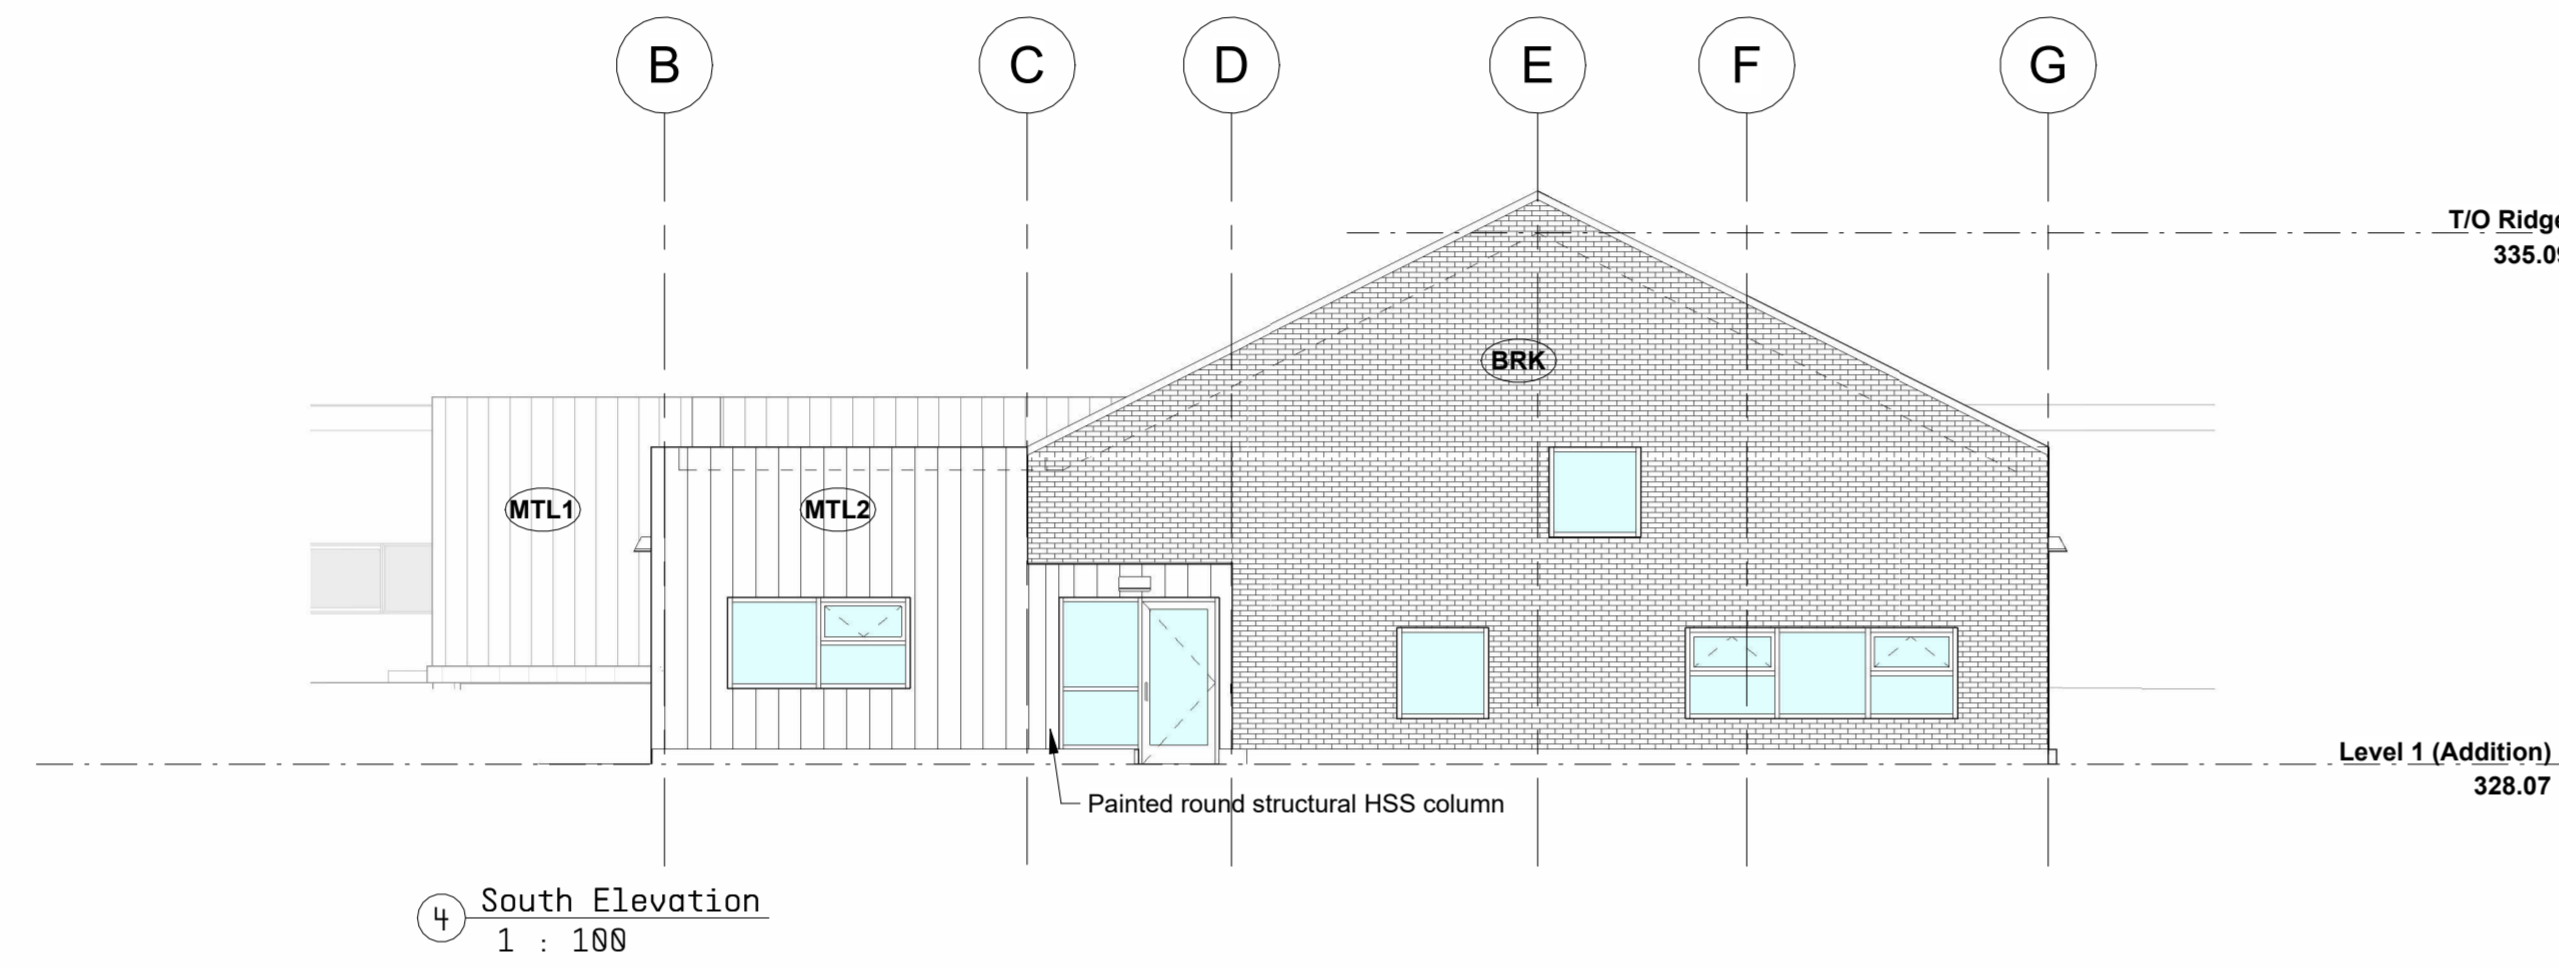 B C D E F G
T/O Ridge
335.09
BRK
MTL1 MTL2
Level 1 (Addition)
328.07
Painted round structural HSS column
4 South Elevation
1 : 100